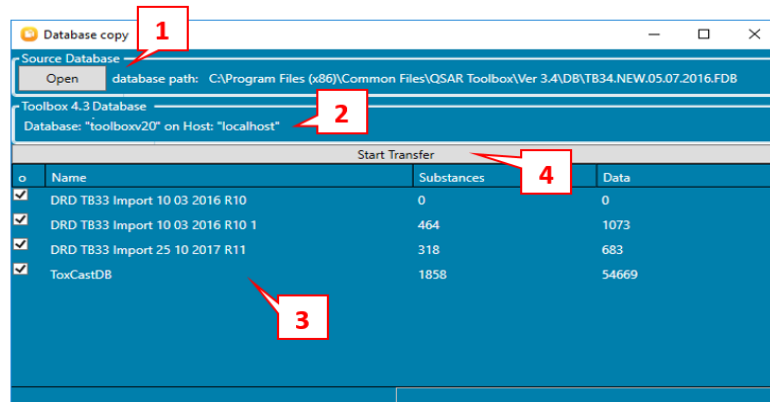 Database copy
1
Source Database
Open database path: C:\Program Files (x86)\Common Files\QSAR Toolbox\Ver 3.4\DB\TB34.NEW.05.07.2016.FDB
Toolbox 4.3 Database
Database: "toolboxv20" on Host: "localhost"
2
Start Transfer
4
o Name Substances Data
DRD TB33 Import 10 03 2016 R10 0 0
DRD TB33 Import 10 03 2016 R10 1 464 1073
DRD TB33 Import 25 10 2017 R11 318 683
ToxCastDB 1858 54669
3